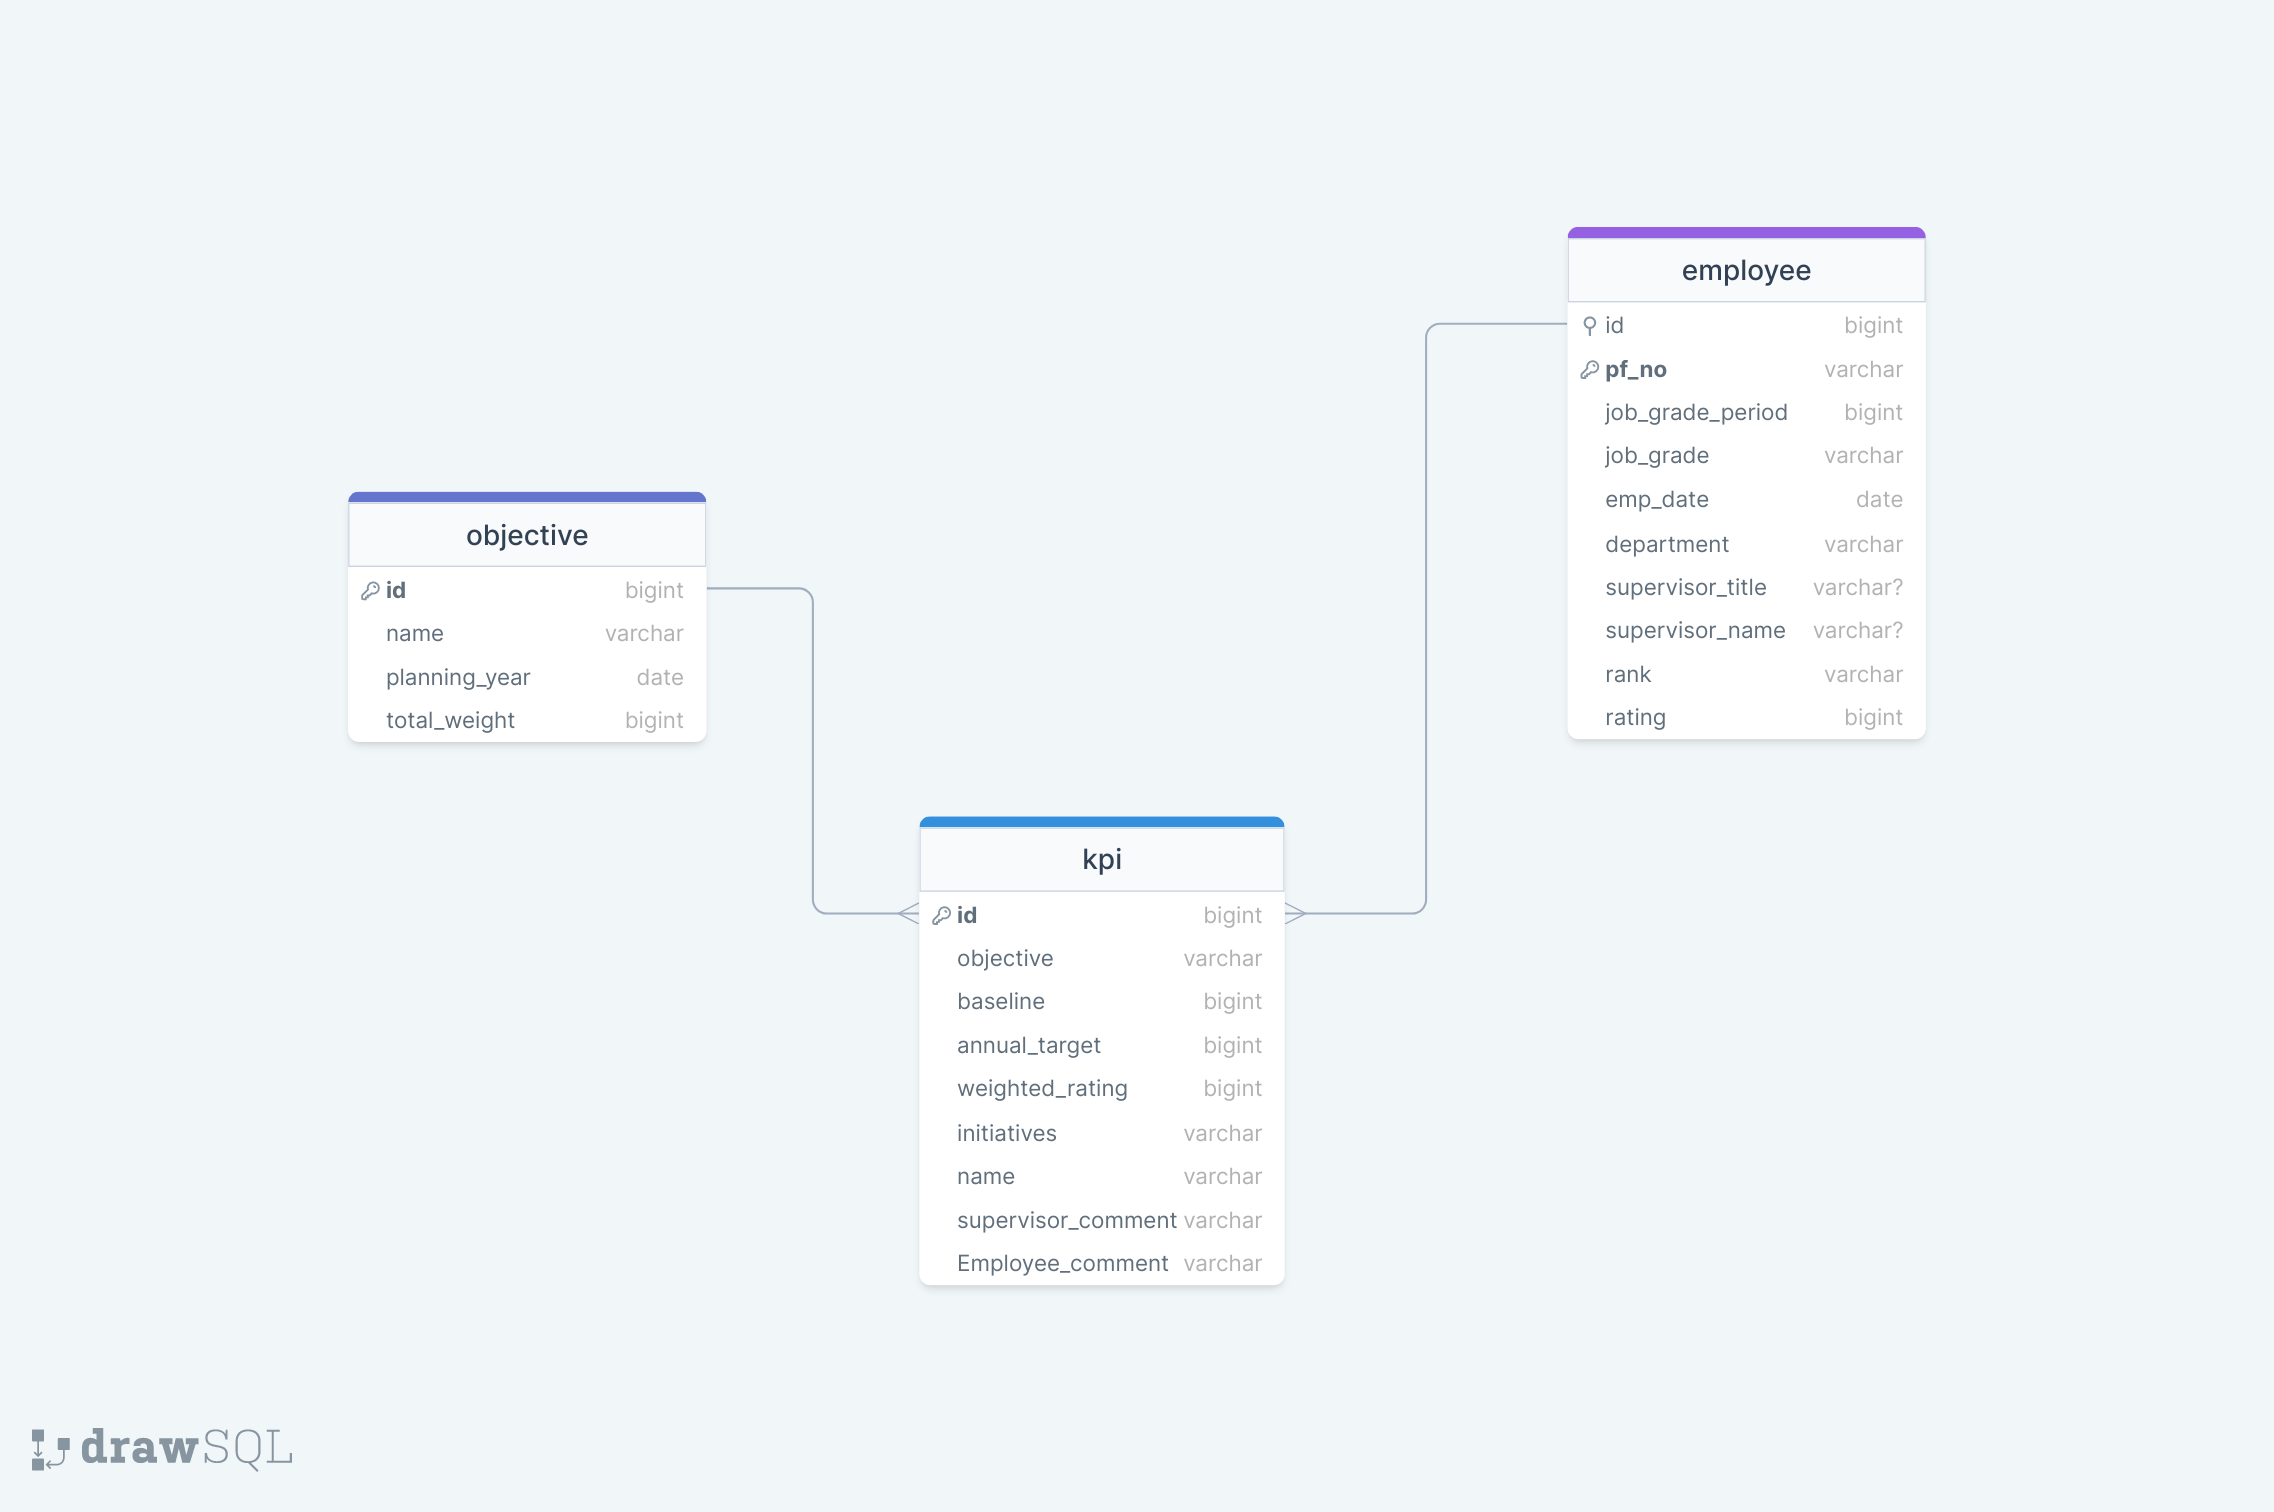 objective
id bigint
name varchar
planning_year date
total_weight bigint
employee
id bigint
pf_no varchar
job_grade_period bigint
job_grade varchar
emp_date date
department varchar
supervisor_title varchar?
supervisor_name varchar?
rank varchar
rating bigint
kpi
id bigint
objective varchar
baseline bigint
annual_target bigint
weighted_rating bigint
initiatives varchar
name varchar
supervisor_comment varchar
Employee_comment varchar
drawSQL